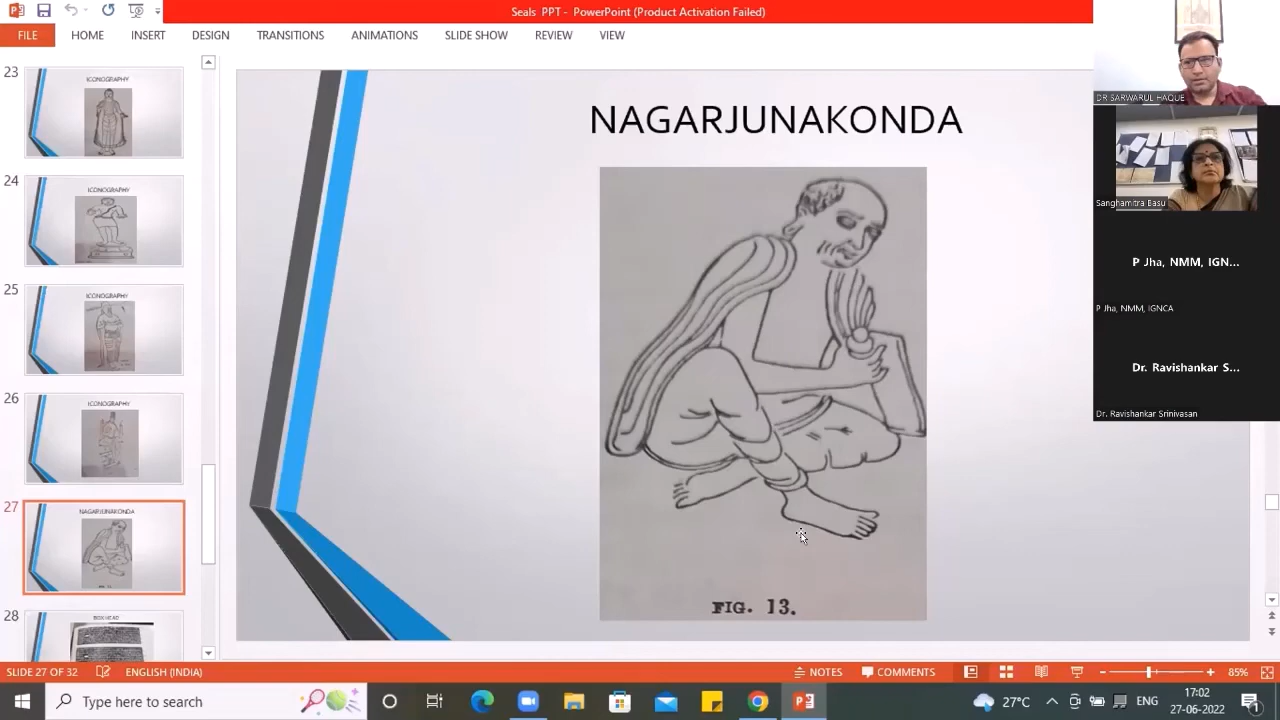 Seals PPT - PowerPoint (Product Activation Failed)
FILE HOME INSERT DESIGN TRANSITIONS ANIMATIONS SLIDE SHOW REVIEW VIEW
23
ICONOGRAPHY
24
ICONOGRAPHY
25
ICONOGRAPHY
26
ICONOGRAPHY
27
NAGARJUNAKONDA
28
BOX HEAD
NAGARJUNAKONDA
FIG. 13.
DR SARWARUL HAQUE
Sanghamitra Basu
P Jha, NMM, IGN...
P Jha, NMM, IGNCA
Dr. Ravishankar S...
Dr. Ravishankar Srinivasan
SLIDE 27 OF 32 ENGLISH (INDIA) NOTES COMMENTS 85%
Type here to search 27°C ENG 17:02
27-06-2022
1